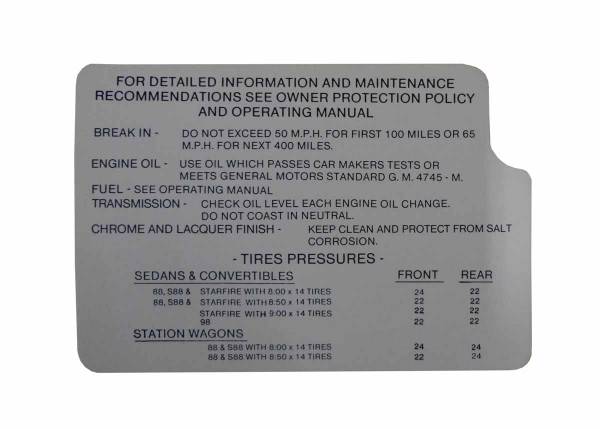 FOR DETAILED INFORMATION AND MAINTENANCE
RECOMMENDATIONS SEE OWNER PROTECTION POLICY
AND OPERATING MANUAL
BREAK IN - DO NOT EXCEED 50 M.P.H. FOR FIRST 100 MILES OR 65
M.P.H. FOR NEXT 400 MILES.
ENGINE OIL - USE OIL WHICH PASSES CAR MAKERS TESTS OR
MEETS GENERAL MOTORS STANDARD G. M. 4745 - M.
FUEL - SEE OPERATING MANUAL
TRANSMISSION - CHECK OIL LEVEL EACH ENGINE OIL CHANGE.
DO NOT COAST IN NEUTRAL.
CHROME AND LACQUER FINISH - KEEP CLEAN AND PROTECT FROM SALT
CORROSION.
- TIRES PRESSURES -
SEDANS & CONVERTIBLES FRONT REAR
88, S88 & STARFIRE WITH 8:00 x 14 TIRES 24 22
88, S88 & STARFIRE WITH 8:50 x 14 TIRES 22 22
STARFIRE WITH 9:00 x 14 TIRES 22 22
98 22 22
STATION WAGONS
88 & S88 WITH 8:00 x 14 TIRES 24 24
88 & S88 WITH 8:50 x 14 TIRES 22 24